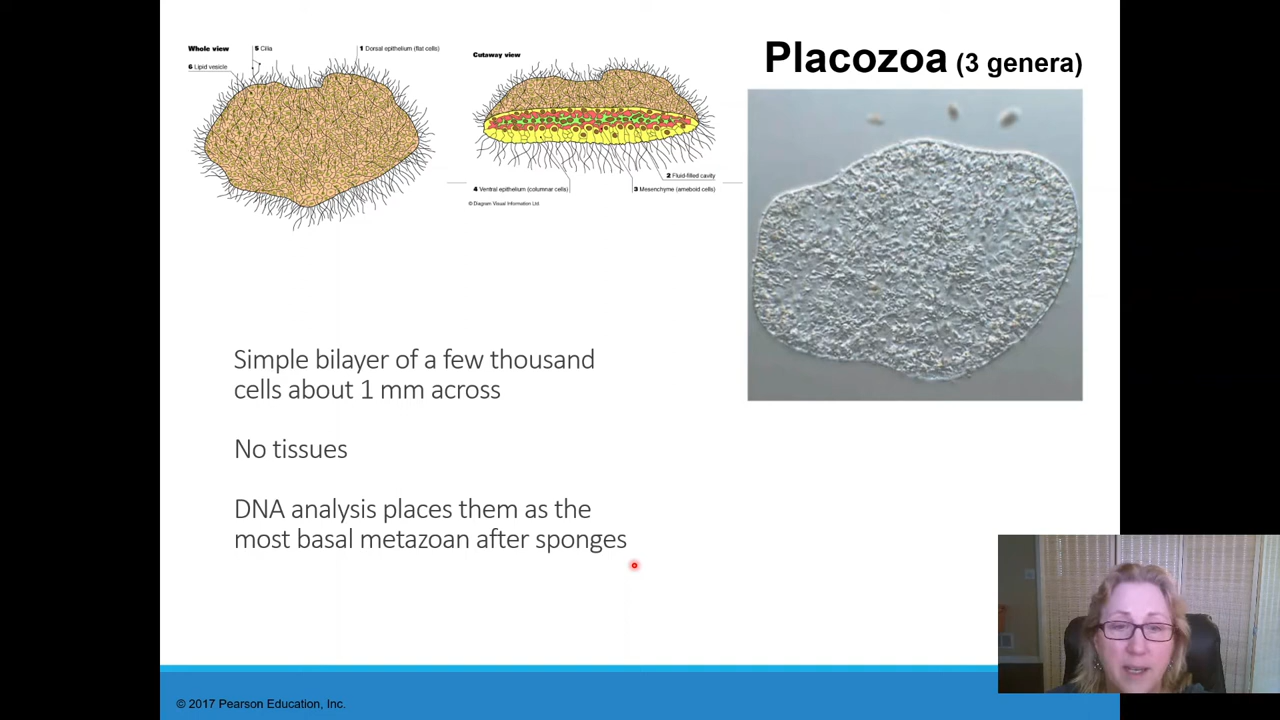 Whole view
5 Cilia
1 Dorsal epithelium (flat cells)
6 Lipid vesicle
Cutaway view
2 Fluid-filled cavity
4 Ventral epithelium (columnar cells)
3 Mesenchyme (ameboid cells)
© Diagram Visual Information Ltd.
Placozoa (3 genera)
Simple bilayer of a few thousand
cells about 1 mm across
No tissues
DNA analysis places them as the
most basal metazoan after sponges
© 2017 Pearson Education, Inc.